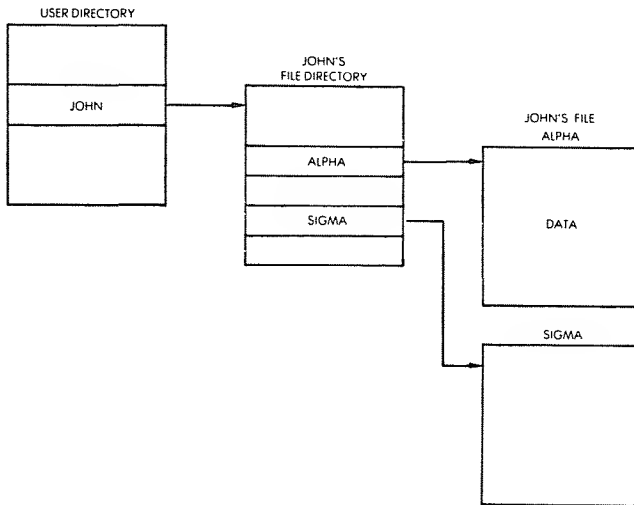 USER DIRECTORY
JOHN
JOHN'S
FILE DIRECTORY
ALPHA
SIGMA
JOHN'S FILE
ALPHA
DATA
SIGMA